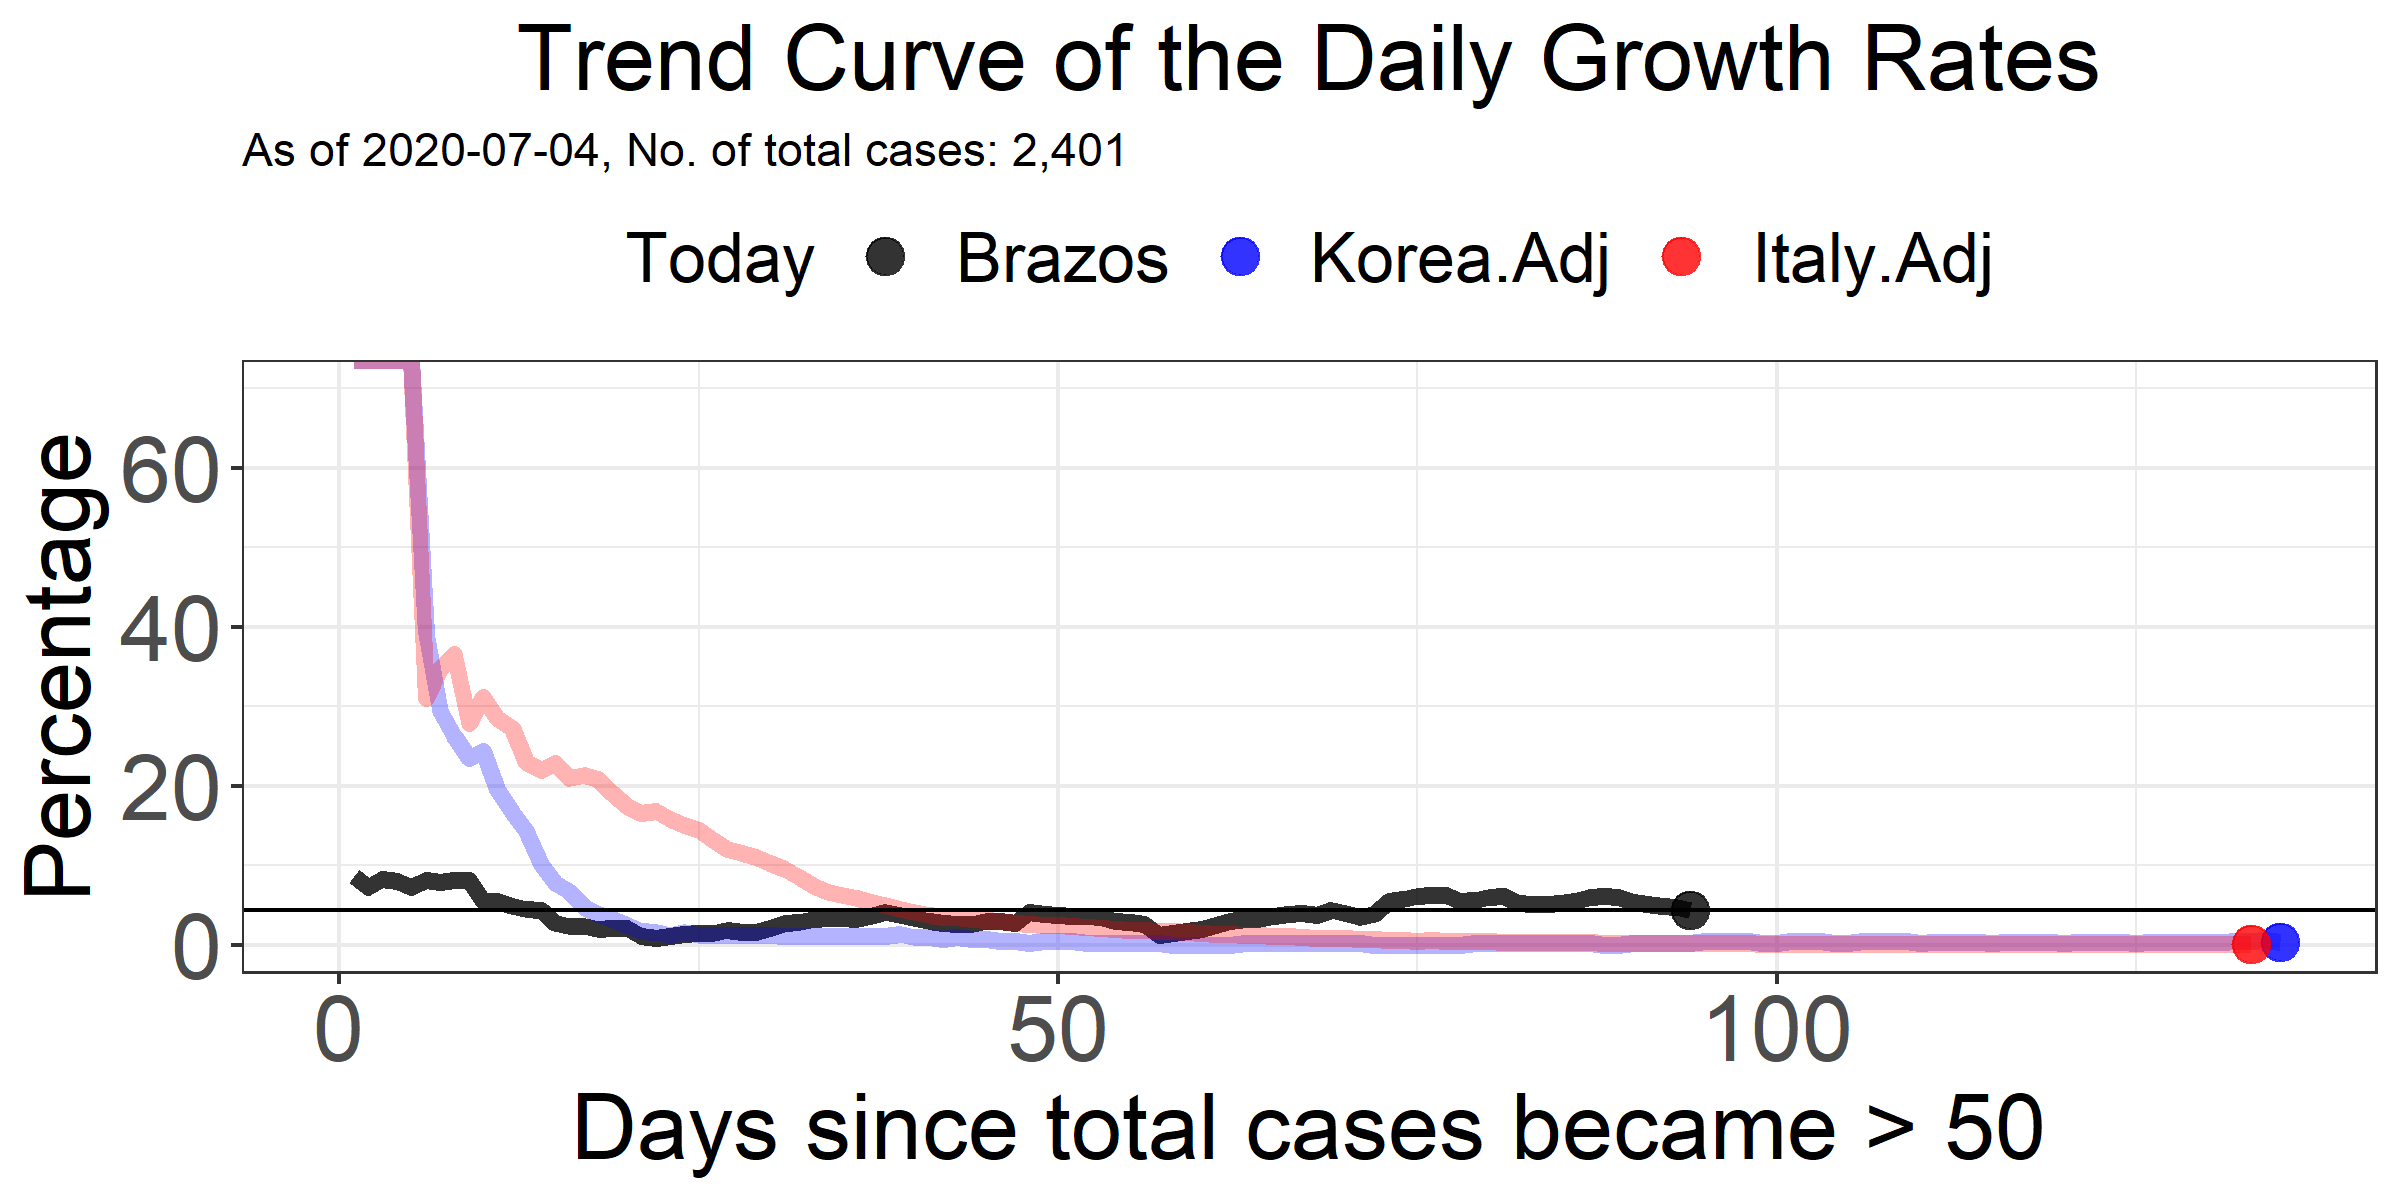 Trend Curve of the Daily Growth Rates
As of 2020-07-04, No. of total cases: 2,401
Today Brazos Korea.Adj Italy.Adj
Percentage
60
40
20
0
0 50 100
Days since total cases became > 50